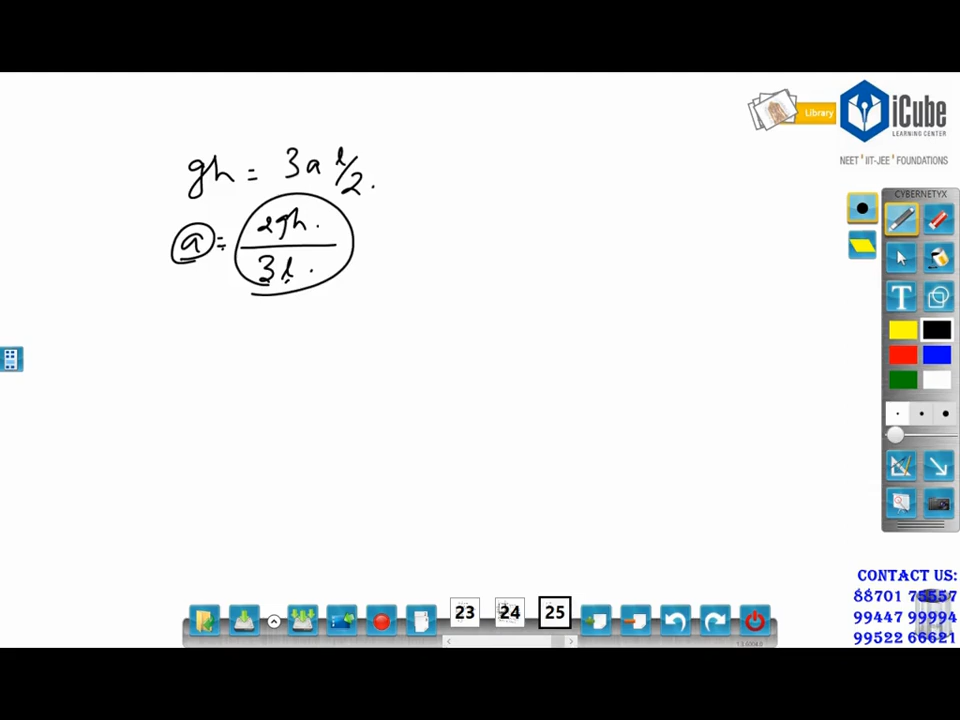 Library
iCube
LEARNING CENTER
NEET ' IIT-JEE ' FOUNDATIONS
gh = 3a l/2.
a = 2gh.
3l.
CYBERNETYX
T
CONTACT US:
88701 75557
99447 99994
99522 66621
23 24 25